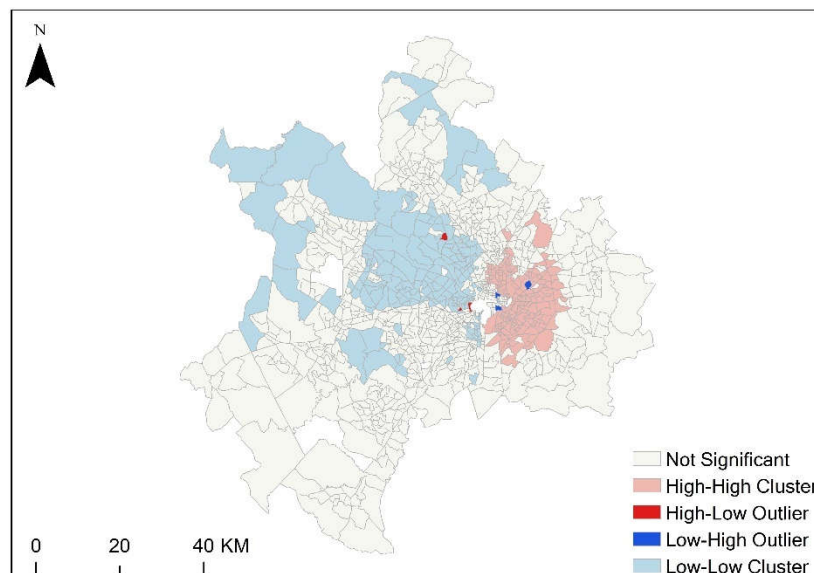 N
Not Significant
High-High Cluster
High-Low Outlier
Low-High Outlier
Low-Low Cluster
0 20 40 KM